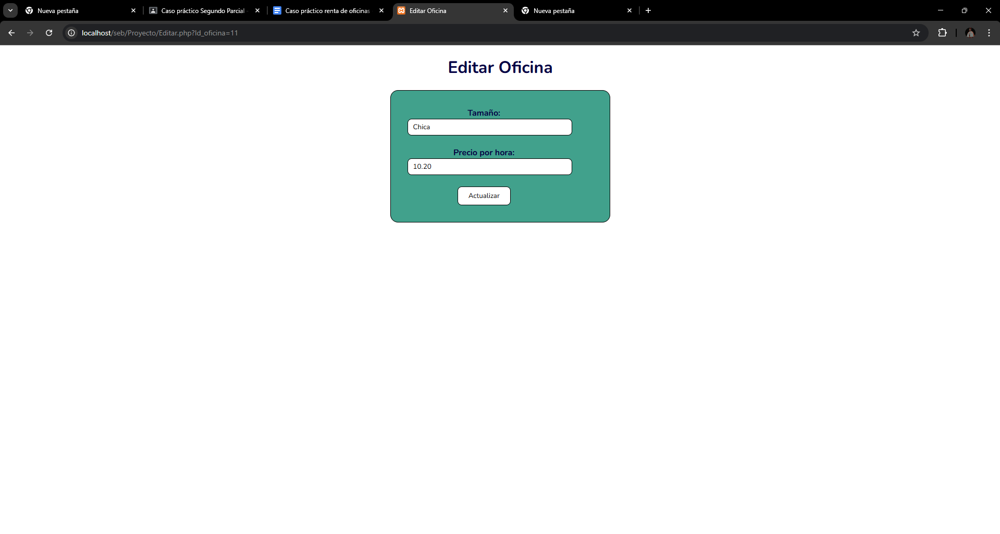 Nueva pestaña
Caso práctico Segundo Parcial
Caso práctico renta de oficinas
Editar Oficina
Nueva pestaña
localhost/seb/Proyecto/Editar.php?Id_oficina=11
Editar Oficina
Tamaño:
Chica
Precio por hora:
10.20
Actualizar